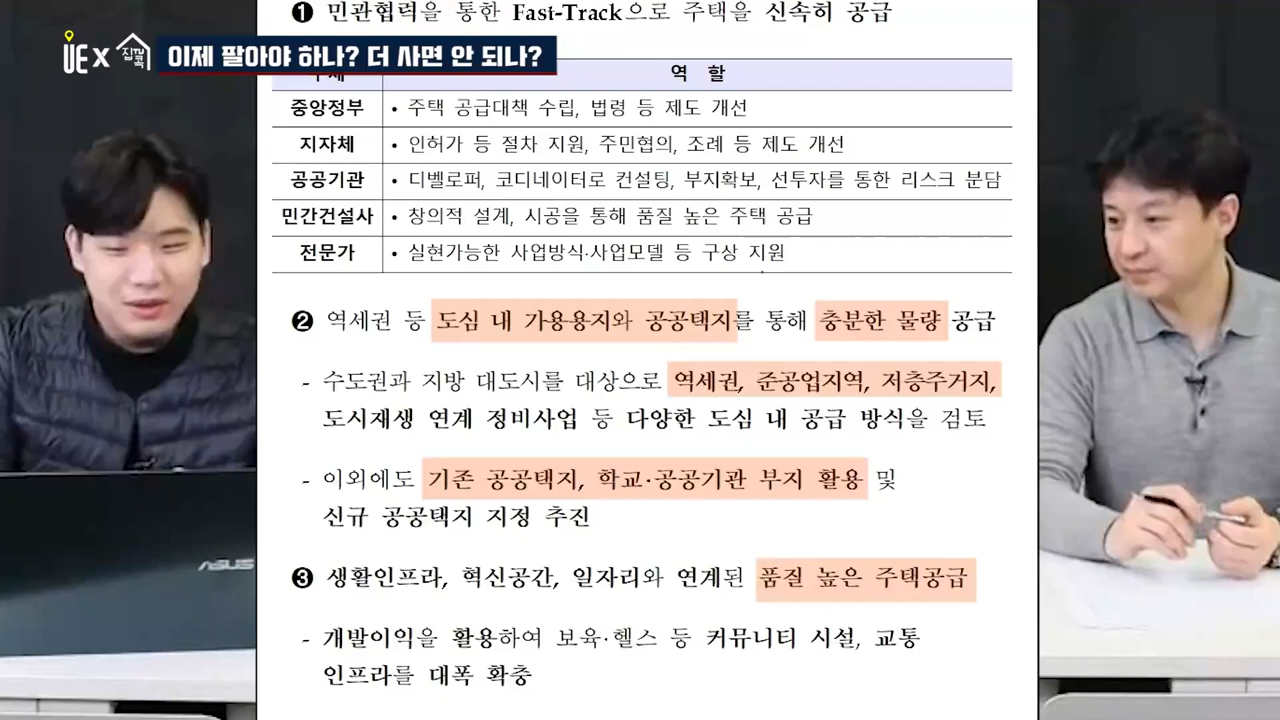 ❶ 민관협력을 통한 Fast-Track으로 주택을 신속히 공급
UE X 집코노미
이제 팔아야 하나? 더 사면 안 되나?
역 할
중앙정부 • 주택 공급대책 수립, 법령 등 제도 개선
지자체 • 인허가 등 절차 지원, 주민협의, 조례 등 제도 개선
공공기관 • 디벨로퍼, 코디네이터로 컨설팅, 부지확보, 선투자를 통한 리스크 분담
민간건설사 • 창의적 설계, 시공을 통해 품질 높은 주택 공급
전문가 • 실현가능한 사업방식·사업모델 등 구상 지원
❷ 역세권 등 도심 내 가용용지와 공공택지를 통해 충분한 물량 공급
- 수도권과 지방 대도시를 대상으로 역세권, 준공업지역, 저층주거지,
도시재생 연계 정비사업 등 다양한 도심 내 공급 방식을 검토
- 이외에도 기존 공공택지, 학교·공공기관 부지 활용 및
신규 공공택지 지정 추진
❸ 생활인프라, 혁신공간, 일자리와 연계된 품질 높은 주택공급
- 개발이익을 활용하여 보육·헬스 등 커뮤니티 시설, 교통
인프라를 대폭 확충
ASUS